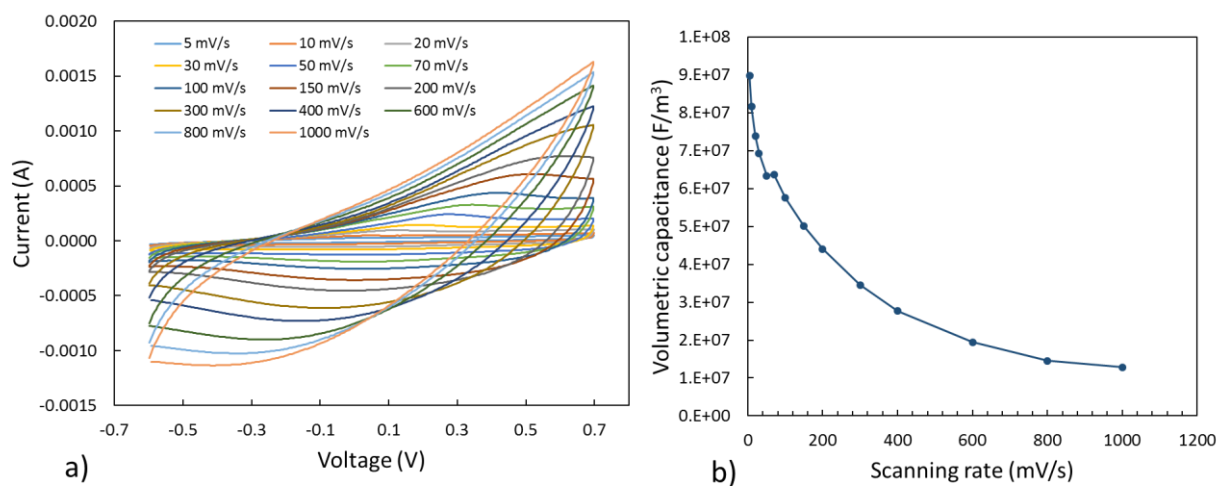 0.0020
0.0015
0.0010
0.0005
0.0000
-0.0005
-0.0010
-0.0015
Current (A)
5 mV/s 10 mV/s 20 mV/s
30 mV/s 50 mV/s 70 mV/s
100 mV/s 150 mV/s 200 mV/s
300 mV/s 400 mV/s 600 mV/s
800 mV/s 1000 mV/s
-0.7 -0.5 -0.3 -0.1 0.1 0.3 0.5 0.7
Voltage (V)
a)
1.E+08
9.E+07
8.E+07
7.E+07
6.E+07
5.E+07
4.E+07
3.E+07
2.E+07
1.E+07
0.E+00
Volumetric capacitance (F/m³)
0 200 400 600 800 1000 1200
Scanning rate (mV/s)
b)